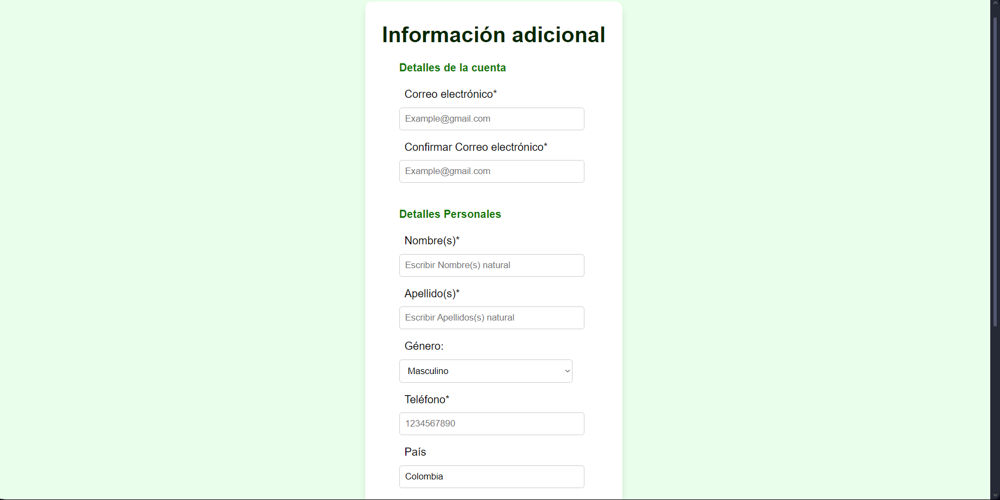 Información adicional
Detalles de la cuenta
Correo electrónico*
Example@gmail.com
Confirmar Correo electrónico*
Example@gmail.com
Detalles Personales
Nombre(s)*
Escribir Nombre(s) natural
Apellido(s)*
Escribir Apellidos(s) natural
Género:
Masculino
Teléfono*
1234567890
País
Colombia